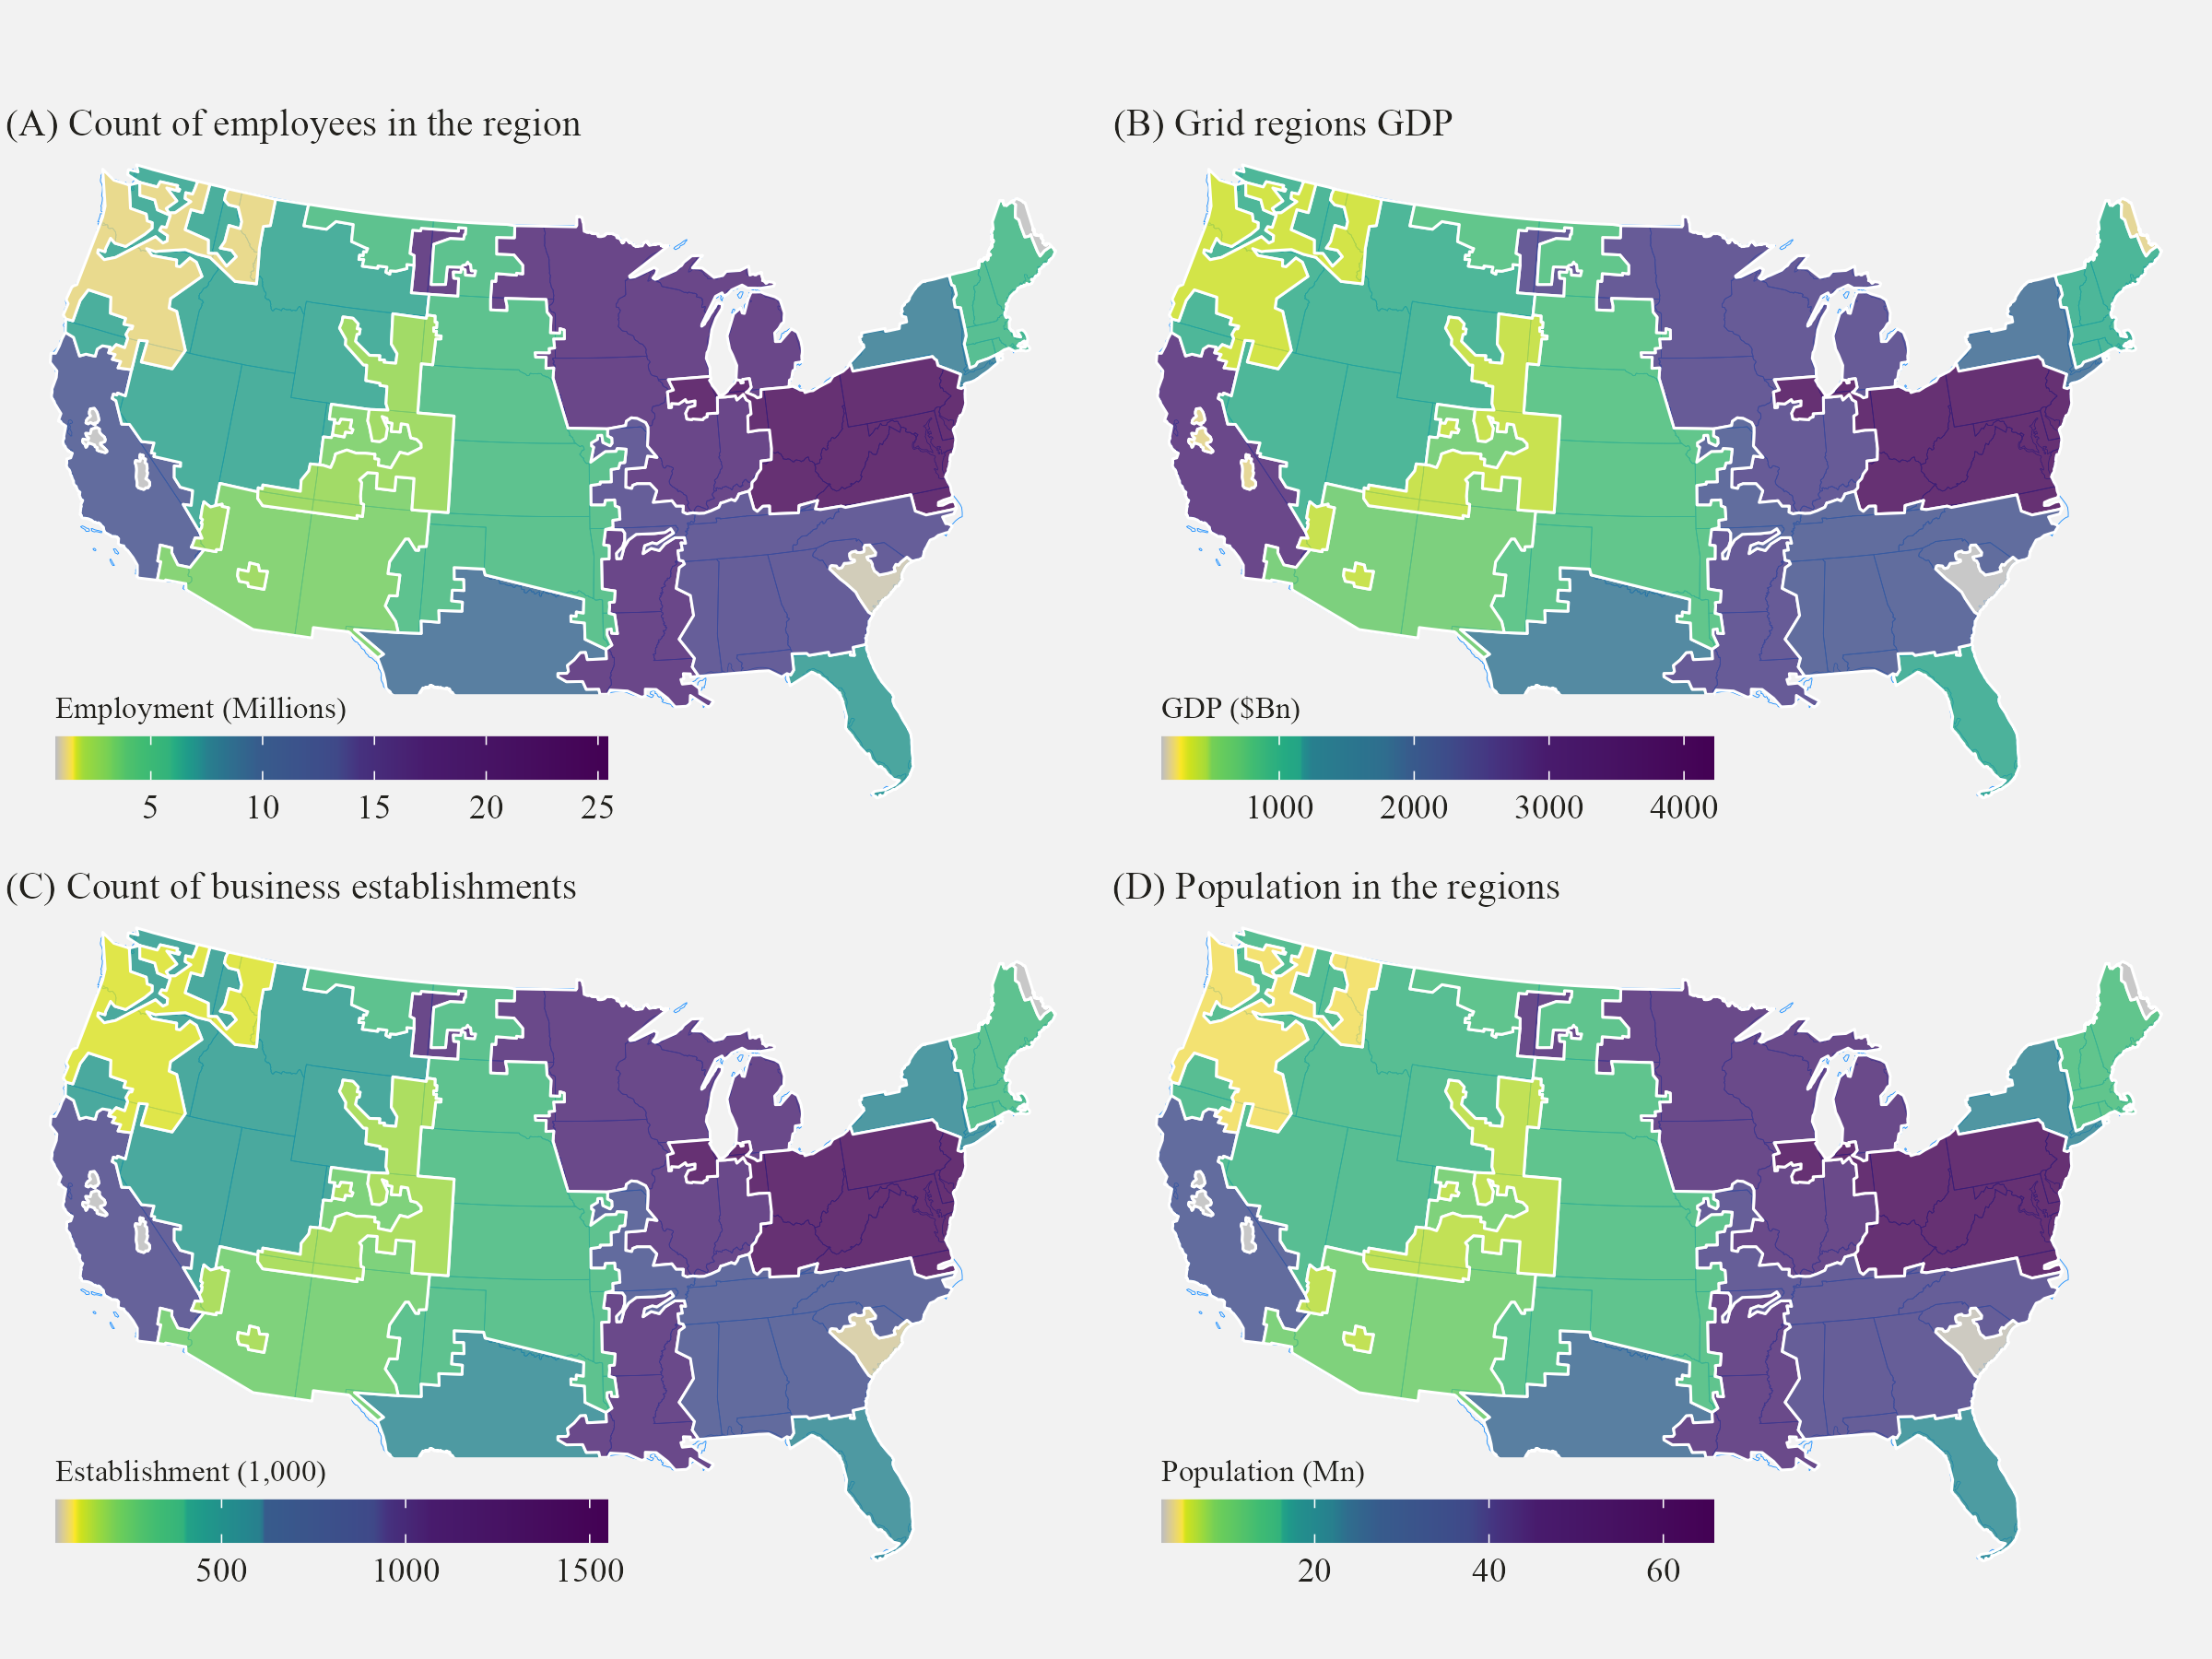 (A) Count of employees in the region
(B) Grid regions GDP
Employment (Millions)
5 10 15 20 25
GDP ($Bn)
1000 2000 3000 4000
(C) Count of business establishments
(D) Population in the regions
Establishment (1,000)
500 1000 1500
Population (Mn)
20 40 60